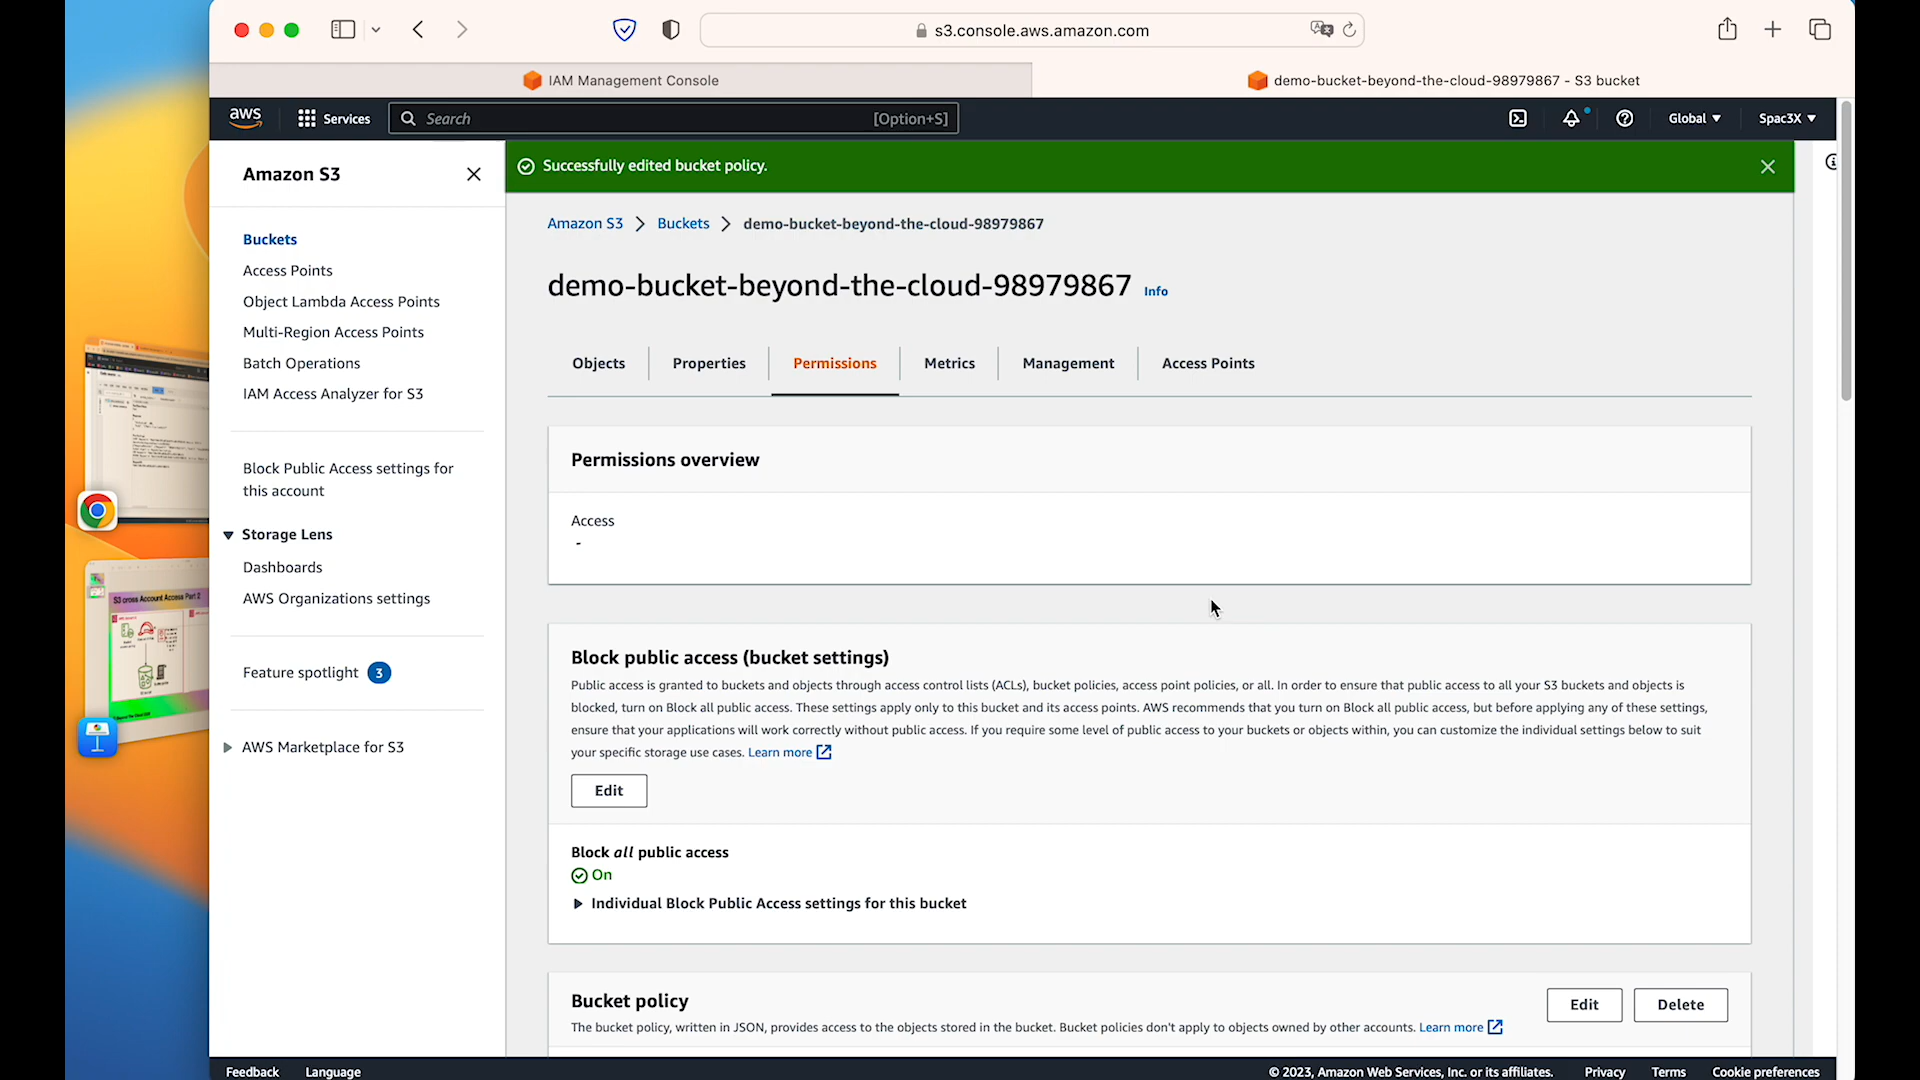 s3.console.aws.amazon.com
IAM Management Console
demo-bucket-beyond-the-cloud-98979867 - S3 bucket
aws
Services
Search
[Option+S]
Global
Spac3X
Amazon S3
Successfully edited bucket policy.
Buckets
Access Points
Object Lambda Access Points
Multi-Region Access Points
Batch Operations
IAM Access Analyzer for S3
Block Public Access settings for
this account
Storage Lens
Dashboards
AWS Organizations settings
Feature spotlight 3
AWS Marketplace for S3
S3 cross Account Access Part 2
Amazon S3 > Buckets > demo-bucket-beyond-the-cloud-98979867
demo-bucket-beyond-the-cloud-98979867 Info
Objects
Properties
Permissions
Metrics
Management
Access Points
Permissions overview
Access
-
Block public access (bucket settings)
Public access is granted to buckets and objects through access control lists (ACLs), bucket policies, access point policies, or all. In order to ensure that public access to all your S3 buckets and objects is
blocked, turn on Block all public access. These settings apply only to this bucket and its access points. AWS recommends that you turn on Block all public access, but before applying any of these settings,
ensure that your applications will work correctly without public access. If you require some level of public access to your buckets or objects within, you can customize the individual settings below to suit
your specific storage use cases. Learn more
Edit
Block all public access
On
Individual Block Public Access settings for this bucket
Bucket policy
Edit
Delete
The bucket policy, written in JSON, provides access to the objects stored in the bucket. Bucket policies don't apply to objects owned by other accounts. Learn more
Feedback
Language
© 2023, Amazon Web Services, Inc. or its affiliates.
Privacy
Terms
Cookie preferences